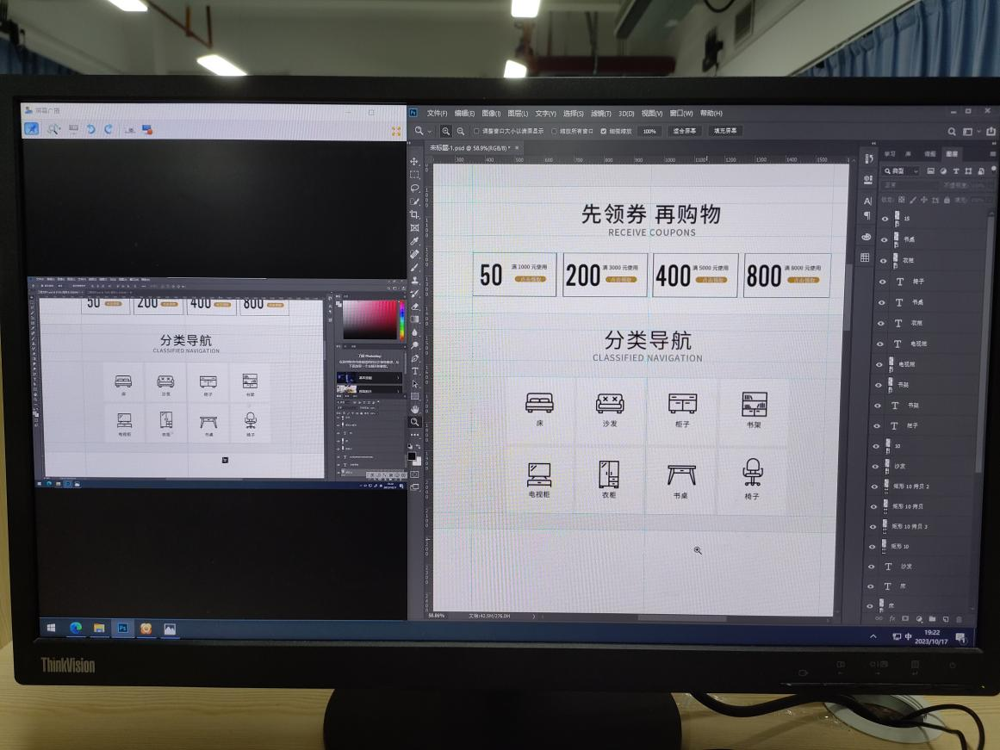 屏幕广播
50 200 400 800
分类导航
CLASSIFIED NAVIGATION
床 沙发 柜子 书架
电视柜 衣柜 书桌 椅子
Ps 文件(F) 编辑(E) 图像(I) 图层(L) 文字(Y) 选择(S) 滤镜(T) 3D(D) 视图(V) 窗口(W) 帮助(H)
调整窗口大小以满屏显示 缩放所有窗口 细微缩放 100% 适合屏幕 填充屏幕
未标题-1.psd @ 58.9%(RGB/8) * ×
300 400 500 600 700 800 900 1000 1100 1200 1300 1400 1500
先领券 再购物
RECEIVE COUPONS
50 满 1000 元使用 点击领取
200 满 3000 元使用 点击领取
400 满 5000 元使用 点击领取
800 满 8000 元使用 点击领取
分类导航
CLASSIFIED NAVIGATION
床 沙发 柜子 书架
电视柜 衣柜 书桌 椅子
58.86% 文档:42.5M/276.0M
学习 库 调整 图层
类型
正常 不透明度:
锁定:
15
书桌
衣柜
椅子
书桌
衣柜
电视柜
电视柜
书架
书架
柜子
10
沙发
矩形 10 拷贝 2
矩形 10 拷贝
矩形 10 拷贝 3
矩形 10
沙发
床
床
中 19:22
2023/10/17
ThinkVision